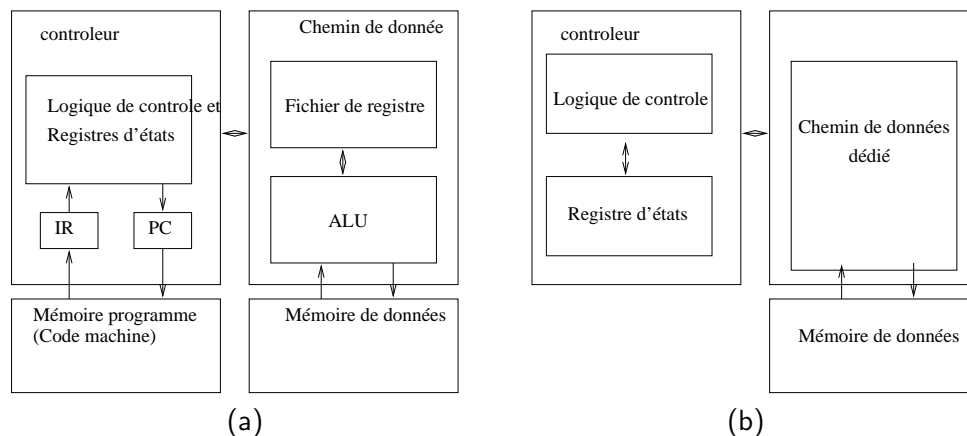 controleur
Logique de controle et
Registres d'états
IR
PC
Mémoire programme
(Code machine)
Chemin de donnée
Fichier de registre
ALU
Mémoire de données
(a)
controleur
Logique de controle
Registre d'états
Chemin de données
dédié
Mémoire de données
(b)